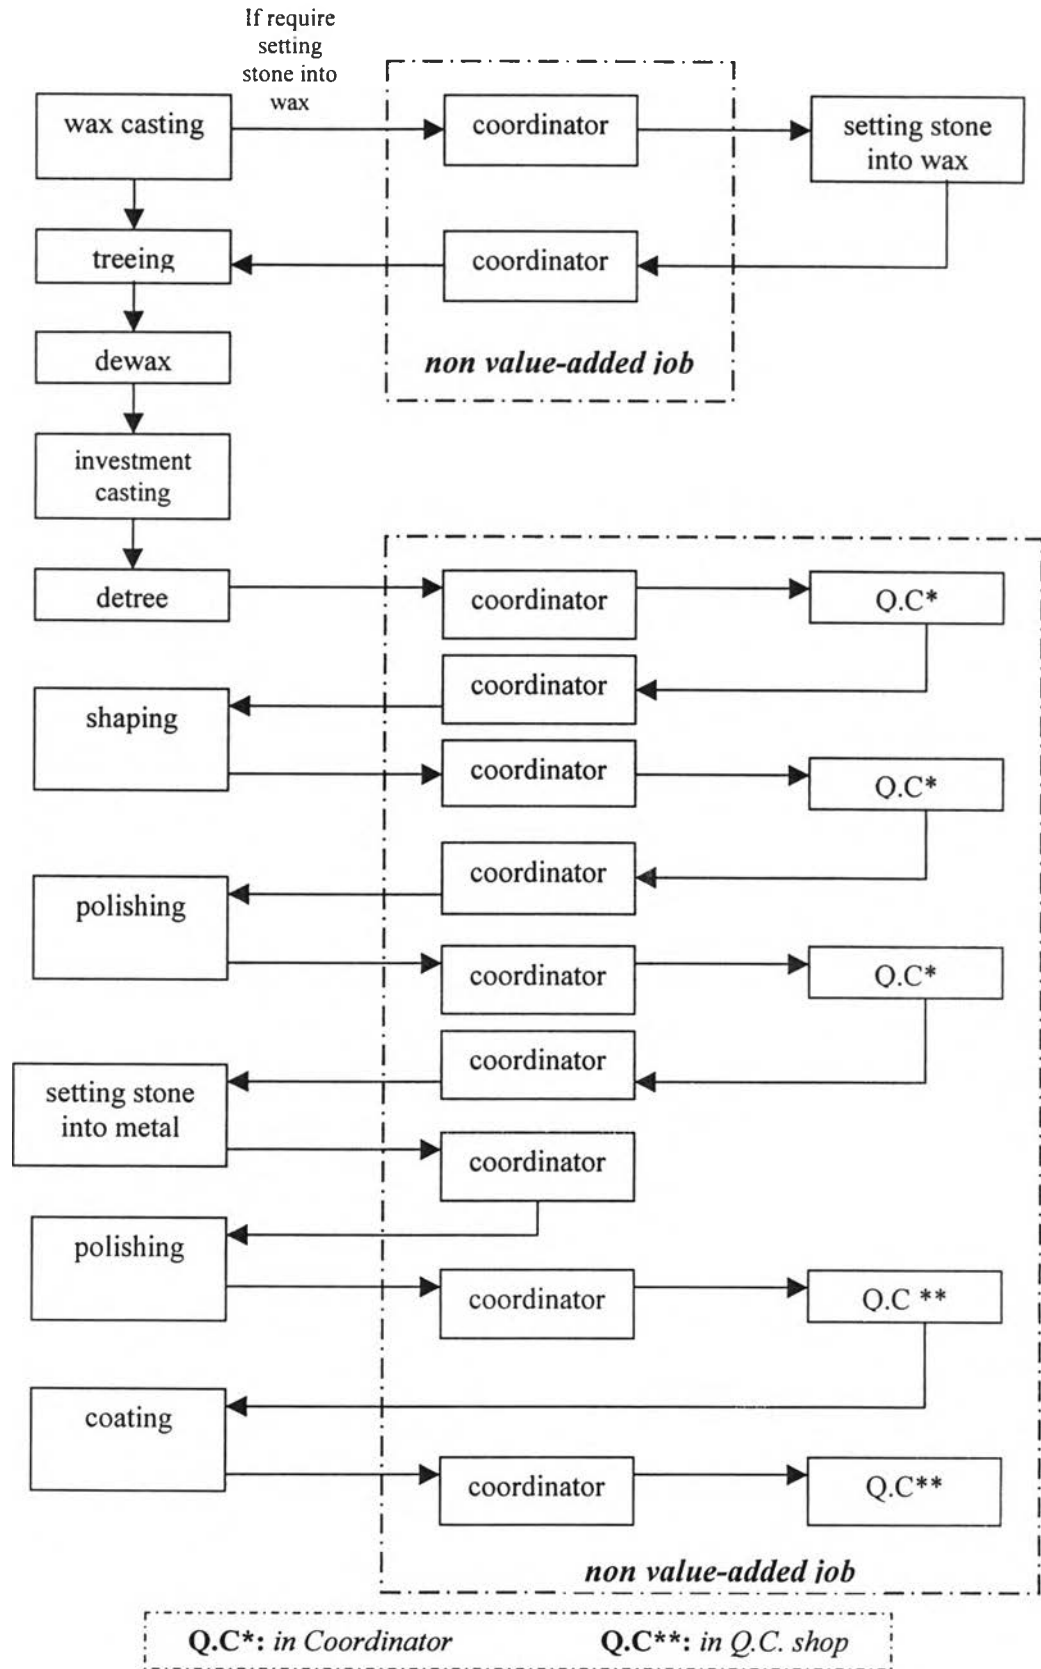 If require
setting
stone into
wax
wax casting
coordinator
setting stone
into wax
treeing
coordinator
dewax
non value-added job
investment
casting
detree
coordinator
Q.C*
coordinator
shaping
coordinator
Q.C*
coordinator
polishing
coordinator
Q.C*
coordinator
setting stone
into metal
coordinator
polishing
coordinator
Q.C **
coating
coordinator
Q.C**
non value-added job
Q.C*: in Coordinator Q.C**: in Q.C. shop